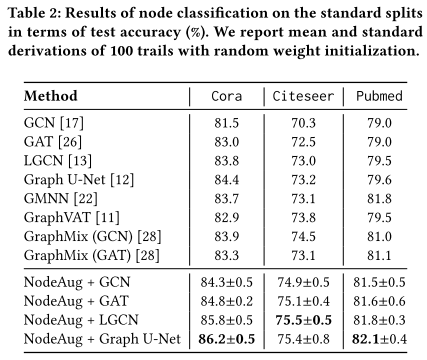 Table 2: Results of node classification on the standard splits
in terms of test accuracy (%). We report mean and standard
derivations of 100 trails with random weight initialization.
Method Cora Citeseer Pubmed
GCN [17] 81.5 70.3 79.0
GAT [26] 83.0 72.5 79.0
LGCN [13] 83.8 73.0 79.5
Graph U-Net [12] 84.4 73.2 79.6
GMNN [22] 83.7 73.1 81.8
GraphVAT [11] 82.9 73.8 79.5
GraphMix (GCN) [28] 83.9 74.5 81.0
GraphMix (GAT) [28] 83.3 73.1 81.1
NodeAug + GCN 84.3±0.5 74.9±0.5 81.5±0.5
NodeAug + GAT 84.8±0.2 75.1±0.4 81.6±0.6
NodeAug + LGCN 85.8±0.5 75.5±0.5 81.8±0.3
NodeAug + Graph U-Net 86.2±0.5 75.4±0.8 82.1±0.4